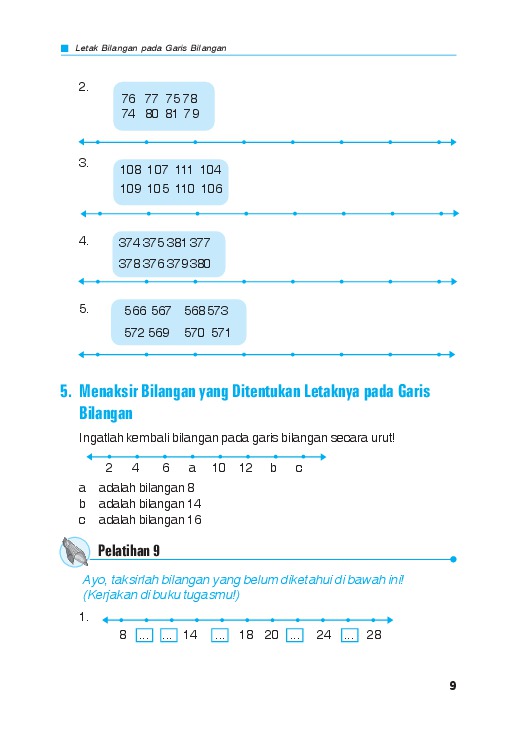 Letak Bilangan pada Garis Bilangan
2.
76 77 75 78
74 80 81 79
3.
108 107 111 104
109 105 110 106
4.
374 375 381 377
378 376 379 380
5.
566 567 568 573
572 569 570 571
5. Menaksir Bilangan yang Ditentukan Letaknya pada Garis
Bilangan
Ingatlah kembali bilangan pada garis bilangan secara urut!
2 4 6 a 10 12 b c
a adalah bilangan 8
b adalah bilangan 14
c adalah bilangan 16
Pelatihan 9
Ayo, taksirlah bilangan yang belum diketahui di bawah ini!
(Kerjakan di buku tugasmu!)
1.
8 ... ... 14 ... 18 20 ... 24 ... 28
9